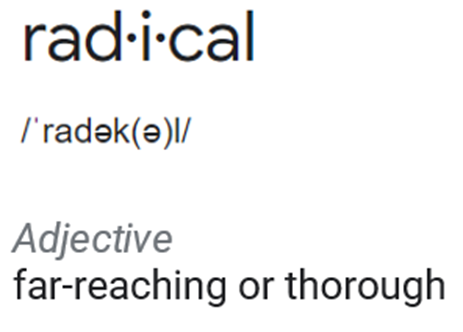 rad·i·cal
/ˈradək(ə)l/
Adjective
far-reaching or thorough